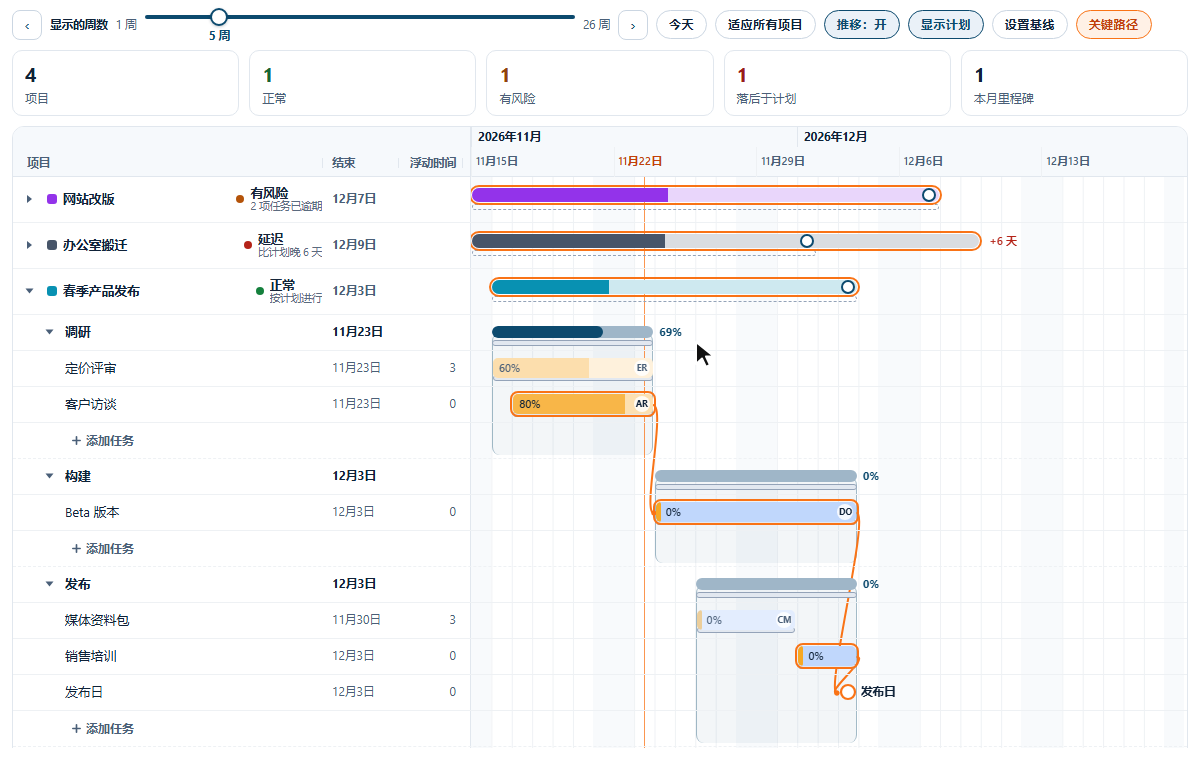 ‹ 显示的周数 1 周 5 周 26 周 › 今天 适应所有项目 推移：开 显示计划 设置基线 关键路径
4
项目
1
正常
1
有风险
1
落后于计划
1
本月里程碑
2026年11月 2026年12月
项目 结束 浮动时间 11月15日 11月22日 11月29日 12月6日 12月13日
网站改版 有风险 2 项任务已逾期 12月7日
办公室搬迁 延迟 比计划晚 6 天 12月9日 +6 天
春季产品发布 正常 按计划进行 12月3日
调研 11月23日 69%
定价评审 11月23日 3 60% ER
客户访谈 11月23日 0 80% AR
+ 添加任务
构建 12月3日 0%
Beta 版本 12月3日 0 0% DO
+ 添加任务
发布 12月3日 0%
媒体资料包 11月30日 3 0% CM
销售培训 12月3日 0 0%
发布日 12月3日 0 发布日
+ 添加任务